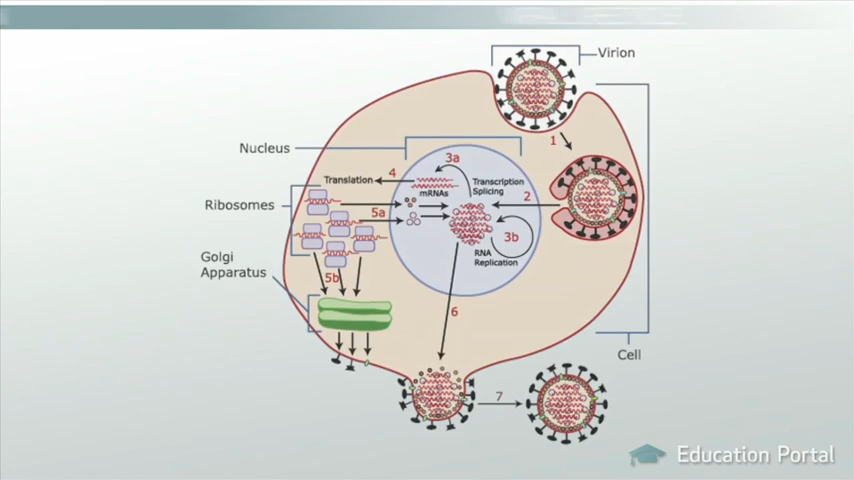 Virion
1
Nucleus
3a
4
Translation
mRNAs
Transcription
Splicing
2
Ribosomes
5a
3b
RNA
Replication
Golgi
Apparatus
5b
6
Cell
7
Education Portal